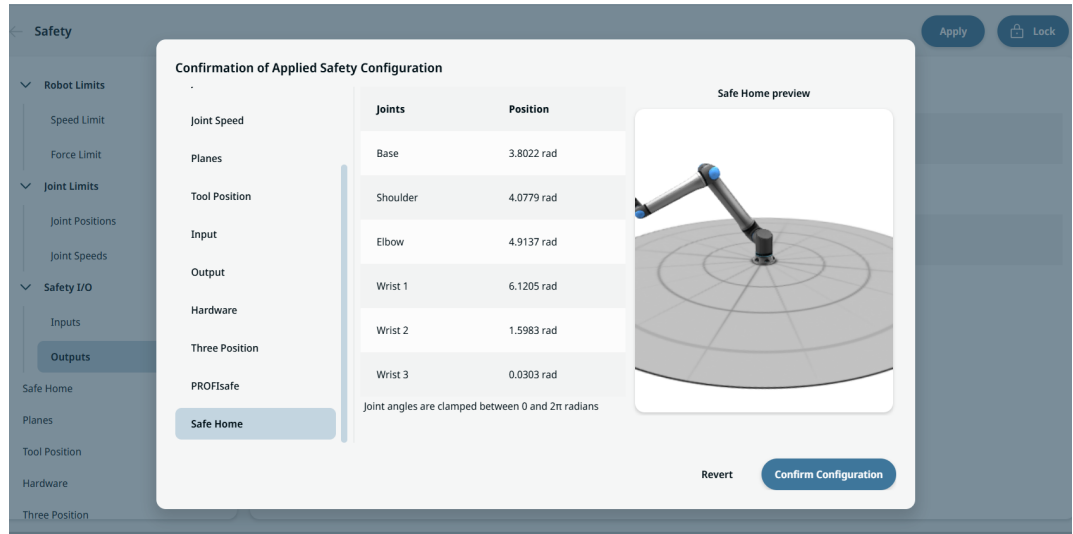 Safety
Apply
Lock
Robot Limits
Speed Limit
Force Limit
Joint Limits
Joint Positions
Joint Speeds
Safety I/O
Inputs
Outputs
Safe Home
Planes
Tool Position
Hardware
Three Position
Confirmation of Applied Safety Configuration
Joint Speed
Planes
Tool Position
Input
Output
Hardware
Three Position
PROFIsafe
Safe Home
Joints Position
Base 3.8022 rad
Shoulder 4.0779 rad
Elbow 4.9137 rad
Wrist 1 6.1205 rad
Wrist 2 1.5983 rad
Wrist 3 0.0303 rad
Joint angles are clamped between 0 and 2π radians
Safe Home preview
Revert
Confirm Configuration